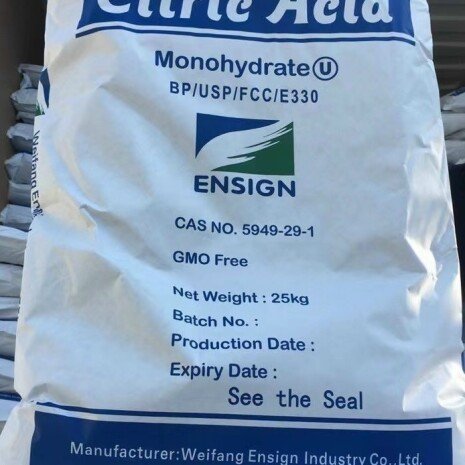 Citric Acid
Monohydrate Ⓤ
BP/USP/FCC/E330
ENSIGN
CAS NO. 5949-29-1
GMO Free
Net Weight : 25kg
Batch No. :
Production Date :
Expiry Date :
See the Seal
Manufacturer:Weifang Ensign Industry Co.,Ltd.
Weifang